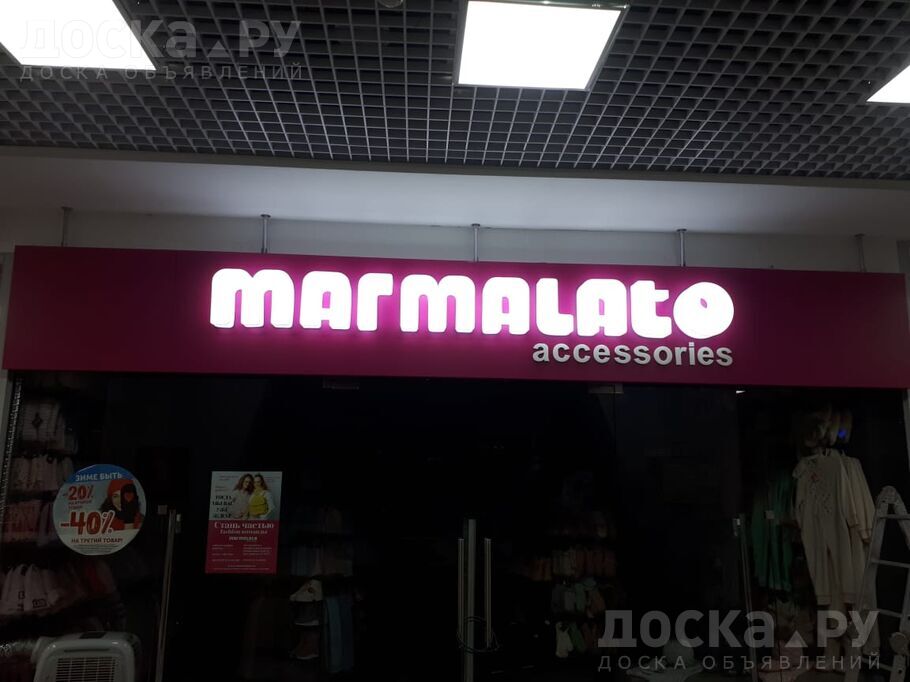 ДОСКА.РУ
ДОСКА ОБЪЯВЛЕНИЙ
marmalato
accessories
ЗИМЕ БЫТЬ
-20%
-40%
НА ТРЕТИЙ ТОВАР!
Стань частью
marmalato
ДОСКА.РУ
ДОСКА ОБЪЯВЛЕНИЙ